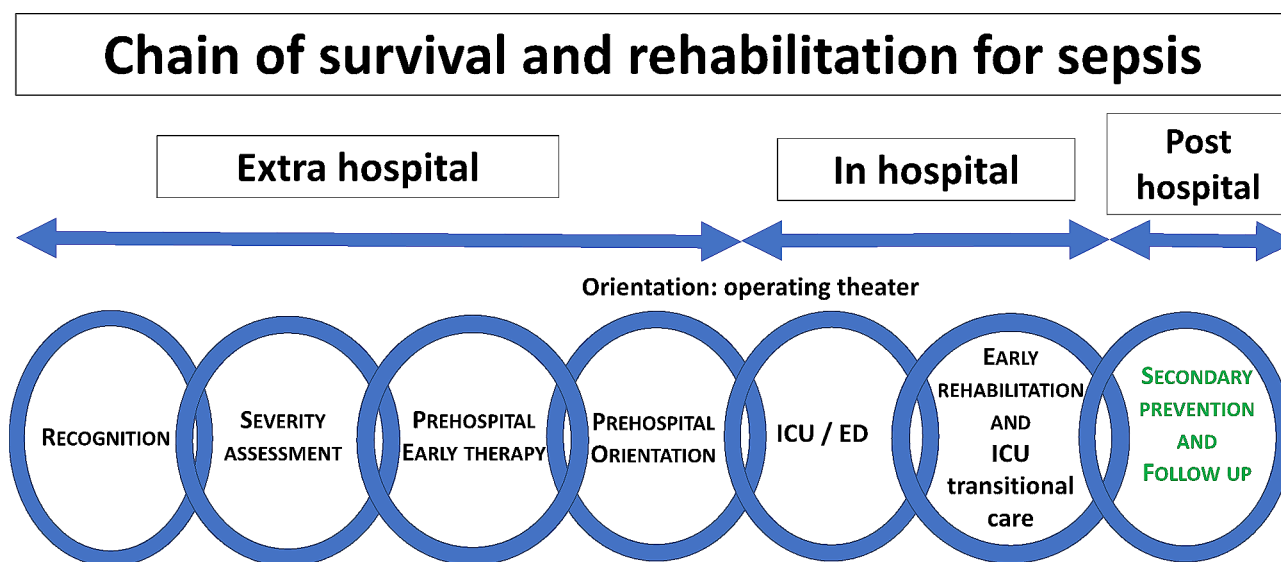 Chain of survival and rehabilitation for sepsis
Extra hospital
In hospital
Post
hospital
Orientation: operating theater
RECOGNITION
SEVERITY
ASSESSMENT
PREHOSPITAL
EARLY THERAPY
PREHOSPITAL
ORIENTATION
ICU / ED
EARLY
REHABILITATION
AND
ICU
transitional
care
SECONDARY
PREVENTION
AND
FOLLOW UP